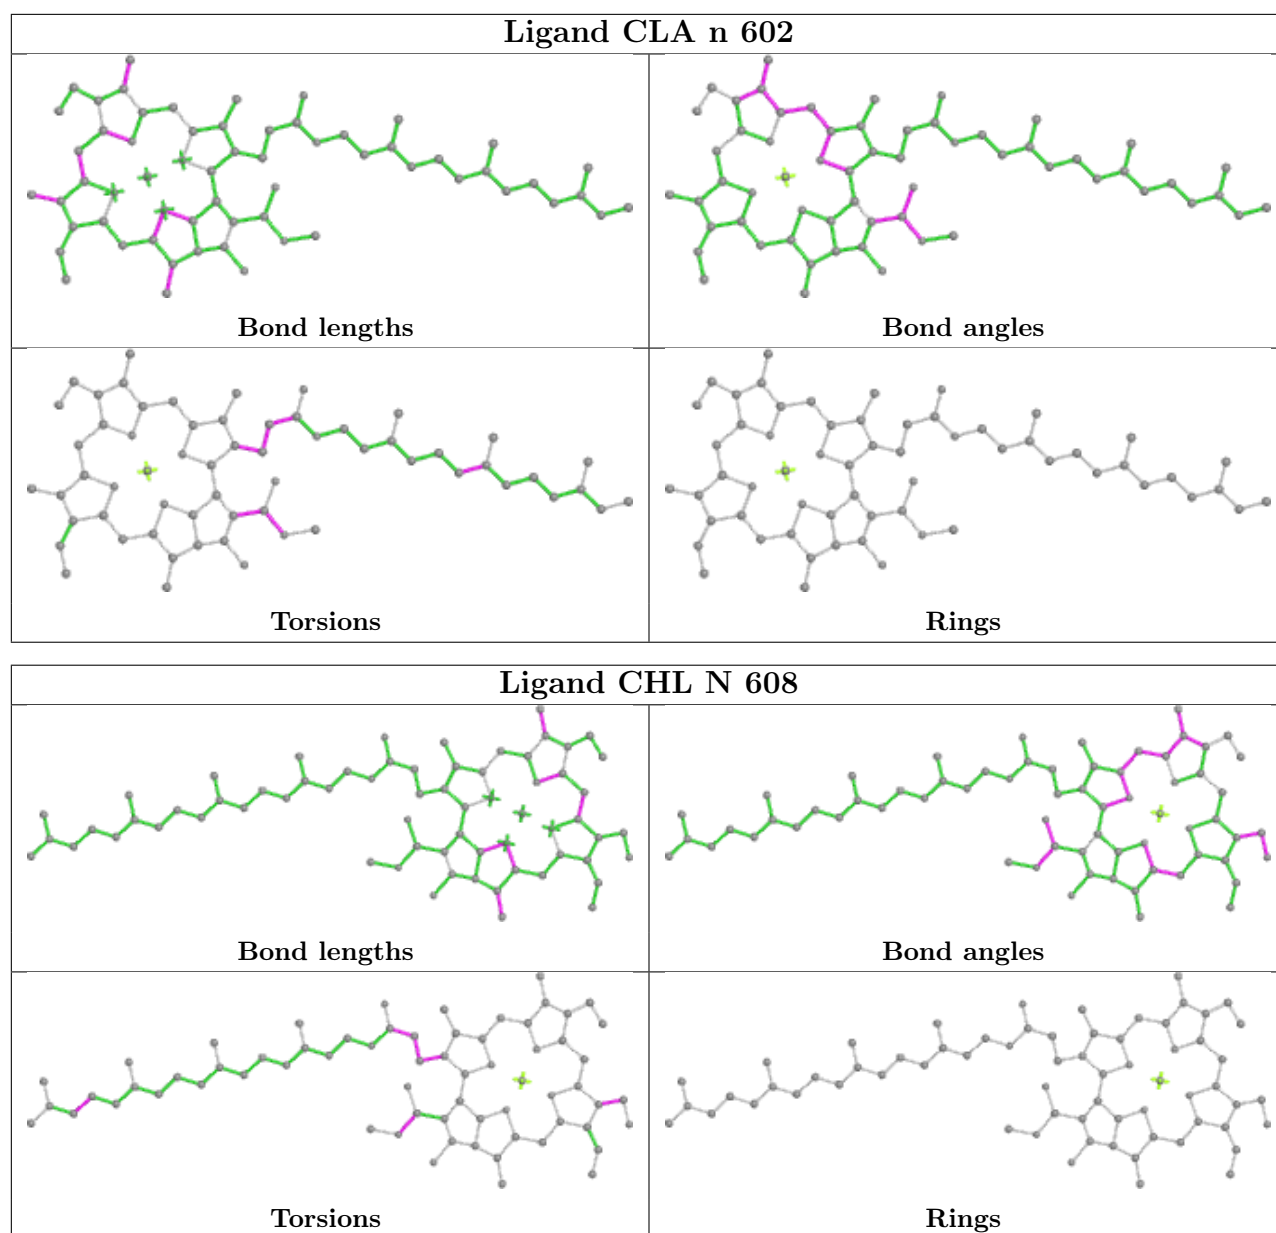 Ligand CLA n 602
Bond lengths
Bond angles
Torsions
Rings
Ligand CHL N 608
Bond lengths
Bond angles
Torsions
Rings